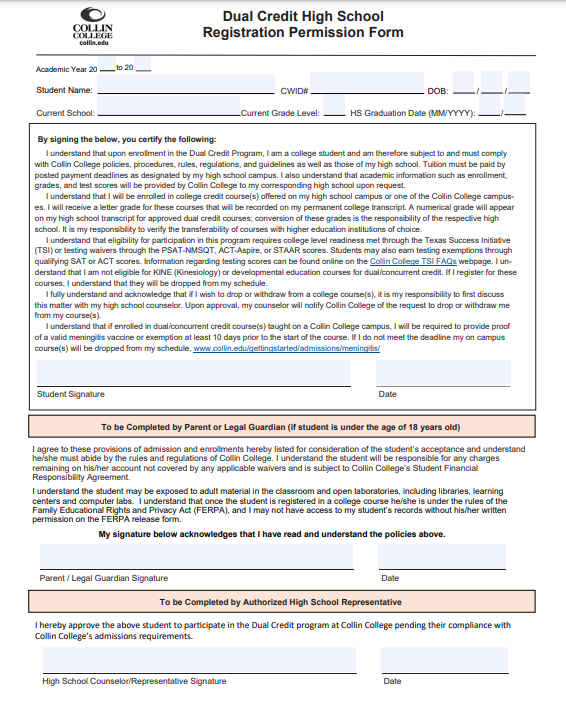 COLLIN
COLLEGE
collin.edu
Dual Credit High School
Registration Permission Form
Academic Year 20 ___ to 20 ___
Student Name: CWID# DOB: / /
Current School: Current Grade Level: HS Graduation Date (MM/YYYY): /
By signing the below, you certify the following:
I understand that upon enrollment in the Dual Credit Program, I am a college student and am therefore subject to and must comply
with Collin College policies, procedures, rules, regulations, and guidelines as well as those of my high school. Tuition must be paid by
posted payment deadlines as designated by my high school campus. I also understand that academic information such as enrollment,
grades, and test scores will be provided by Collin College to my corresponding high school upon request.
I understand that I will be enrolled in college credit course(s) offered on my high school campus or one of the Collin College campus-
es. I will receive a letter grade for these courses that will be recorded on my permanent college transcript. A numerical grade will appear
on my high school transcript for approved dual credit courses; conversion of these grades is the responsibility of the respective high
school. It is my responsibility to verify the transferability of courses with higher education institutions of choice.
I understand that eligibility for participation in this program requires college level readiness met through the Texas Success Initiative
(TSI) or testing waivers through the PSAT-NMSQT, ACT-Aspire, or STAAR scores. Students may also earn testing exemptions through
qualifying SAT or ACT scores. Information regarding testing scores can be found online on the Collin College TSI FAQs webpage. I un-
derstand that I am not eligible for KINE (Kinesiology) or developmental education courses for dual/concurrent credit. If I register for these
courses, I understand that they will be dropped from my schedule.
I fully understand and acknowledge that if I wish to drop or withdraw from a college course(s), it is my responsibility to first discuss
this matter with my high school counselor. Upon approval, my counselor will notify Collin College of the request to drop or withdraw me
from my course(s).
I understand that if enrolled in dual/concurrent credit course(s) taught on a Collin College campus, I will be required to provide proof
of a valid meningitis vaccine or exemption at least 10 days prior to the start of the course. If I do not meet the deadline my on campus
course(s) will be dropped from my schedule. www.collin.edu/gettingstarted/admissions/meningitis/
Student Signature Date
To be Completed by Parent or Legal Guardian (if student is under the age of 18 years old)
I agree to these provisions of admission and enrollments hereby listed for consideration of the student's acceptance and understand
he/she must abide by the rules and regulations of Collin College. I understand the student will be responsible for any charges
remaining on his/her account not covered by any applicable waivers and is subject to Collin College's Student Financial
Responsibility Agreement.
I understand the student may be exposed to adult material in the classroom and open laboratories, including libraries, learning
centers and computer labs. I understand that once the student is registered in a college course he/she is under the rules of the
Family Educational Rights and Privacy Act (FERPA), and I may not have access to my student's records without his/her written
permission on the FERPA release form.
My signature below acknowledges that I have read and understand the policies above.
Parent / Legal Guardian Signature Date
To be Completed by Authorized High School Representative
I hereby approve the above student to participate in the Dual Credit program at Collin College pending their compliance with
Collin College's admissions requirements.
High School Counselor/Representative Signature Date